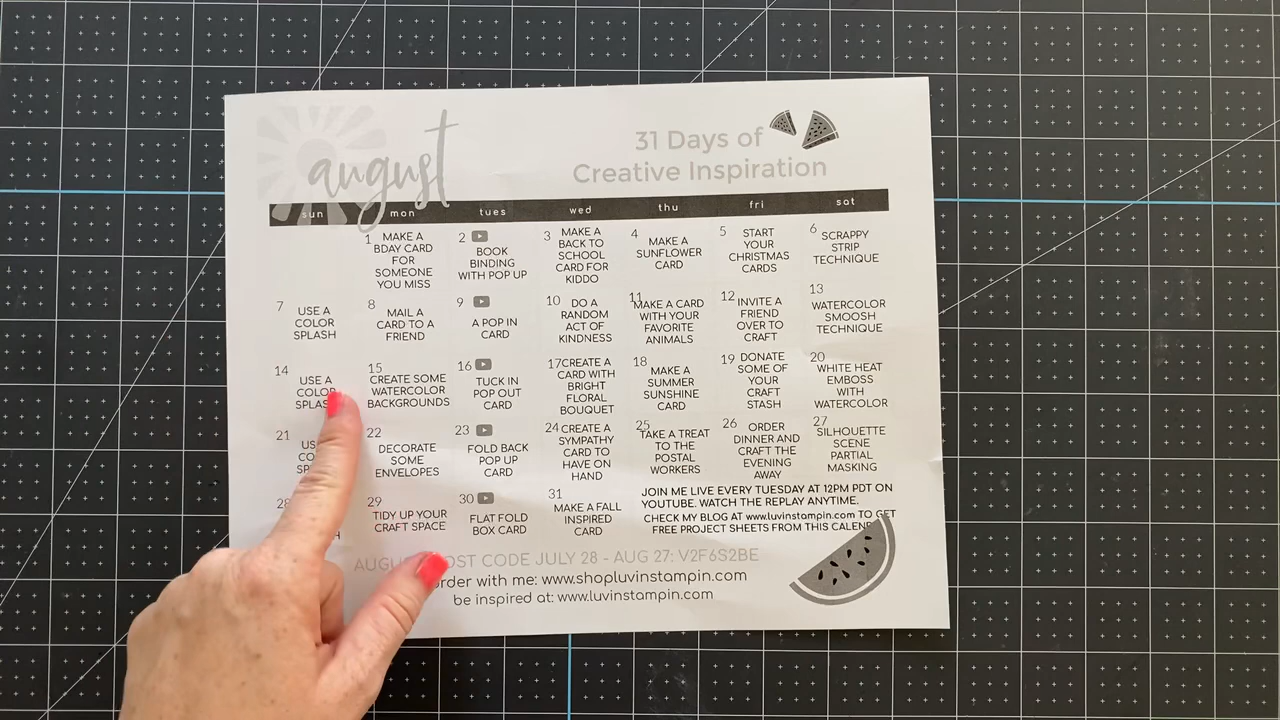 august
31 Days of
Creative Inspiration
sun mon tues wed thu fri sat
1 MAKE A
BDAY CARD
FOR
SOMEONE
YOU MISS
2
BOOK
BINDING
WITH POP UP
3 MAKE A
BACK TO
SCHOOL
CARD FOR
KIDDO
4
MAKE A
SUNFLOWER
CARD
5 START
YOUR
CHRISTMAS
CARDS
6 SCRAPPY
STRIP
TECHNIQUE
7 USE A
COLOR
SPLASH
8
MAIL A
CARD TO A
FRIEND
9
A POP IN
CARD
10 DO A
RANDOM
ACT OF
KINDNESS
11
MAKE A CARD
WITH YOUR
FAVORITE
ANIMALS
12 INVITE A
FRIEND
OVER TO
CRAFT
13
WATERCOLOR
SMOOSH
TECHNIQUE
14
USE A
COLOR
15
CREATE SOME
WATERCOLOR
BACKGROUNDS
16
TUCK IN
POP OUT
CARD
17 CREATE A
CARD WITH
BRIGHT
FLORAL
BOUQUET
18
MAKE A
SUMMER
SUNSHINE
CARD
19 DONATE
SOME OF
YOUR
CRAFT
STASH
20
WHITE HEAT
EMBOSS
WITH
WATERCOLOR
21
22
DECORATE
SOME
ENVELOPES
23
FOLD BACK
POP UP
CARD
24 CREATE A
SYMPATHY
CARD TO
HAVE ON
HAND
25
TAKE A TREAT
TO THE
POSTAL
WORKERS
26 ORDER
DINNER AND
CRAFT THE
EVENING
AWAY
27
SILHOUETTE
SCENE
PARTIAL
MASKING
28
29
TIDY UP YOUR
CRAFT SPACE
30
FLAT FOLD
BOX CARD
31
MAKE A FALL
INSPIRED
CARD
JOIN ME LIVE EVERY TUESDAY AT 12PM PDT ON
YOUTUBE. WATCH THE REPLAY ANYTIME.
CHECK MY BLOG AT www.luvinstampin.com TO GET
FREE PROJECT SHEETS FROM THIS
CODE JULY 28 - AUG 27: V2F6S2BE
order with me: www.shopluvinstampin.com
be inspired at: www.luvinstampin.com